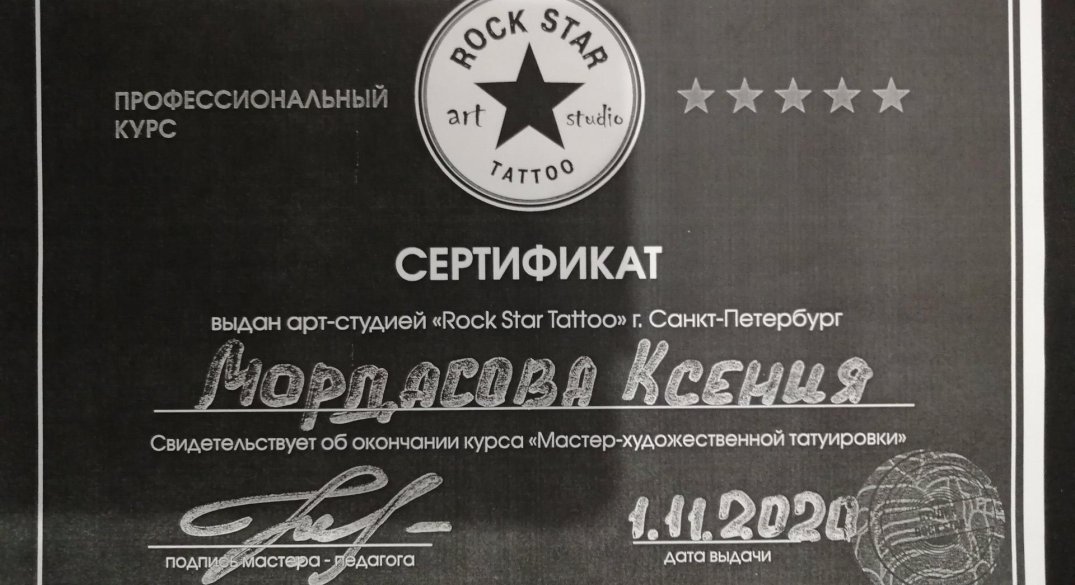 ROCK STAR
art studio
TATTOO
ПРОФЕССИОНАЛЬНЫЙ
КУРС
СЕРТИФИКАТ
выдан арт-студией «Rock Star Tattoo» г. Санкт-Петербург
Мордасова Ксения
Свидетельствует об окончании курса «Мастер-художественной татуировки»
1.11.2020
подпись мастера - педагога
дата выдачи